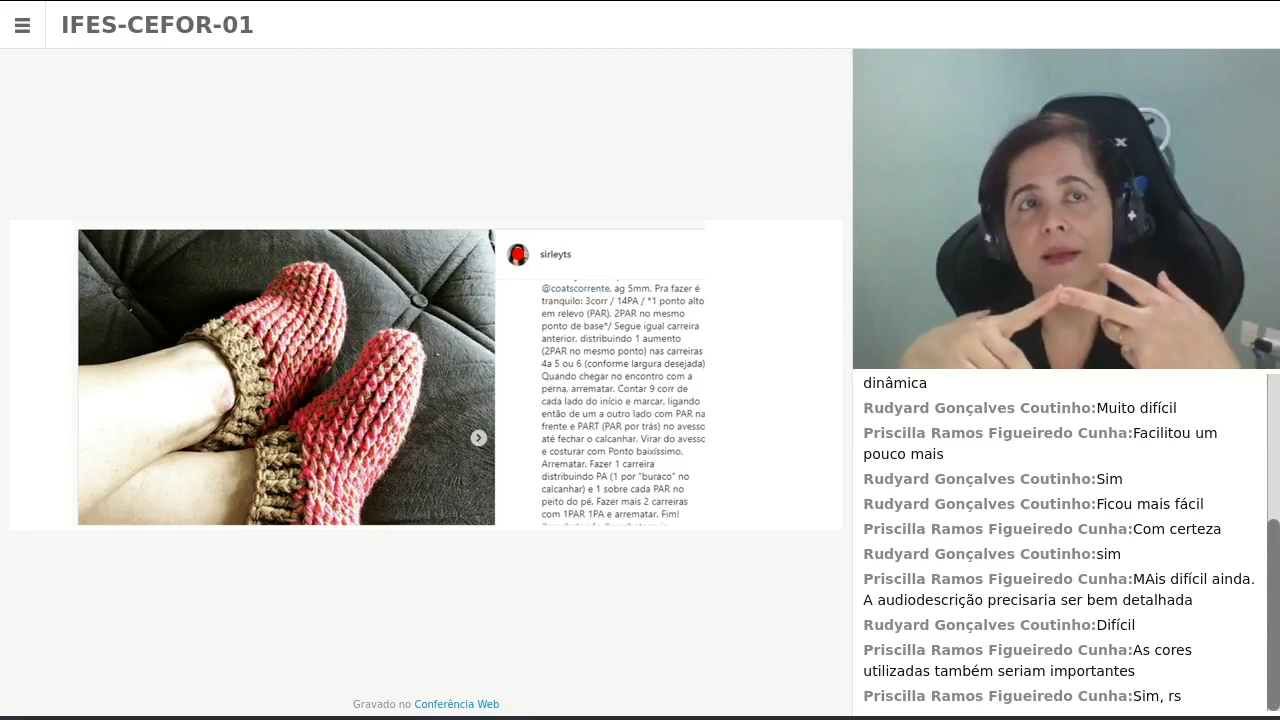 IFES-CEFOR-01
sirleyts
@coatscorrente, ag 5mm. Pra fazer é
tranquilo: 3corr / 14PA / *1 ponto alto
em relevo (PAR), 2PAR no mesmo
ponto de base*/ Segue igual carreira
anterior, distribuindo 1 aumento
(2PAR no mesmo ponto) nas carreiras
4a 5 ou 6 (conforme largura desejada)
Quando chegar no encontro com a
perna, arrematar. Contar 9 corr de
cada lado do início e marcar, ligando
então de um a outro lado com PAR na
frente e PART (PAR por trás) no avesso
até fechar o calcanhar. Virar do avesso
e costurar com Ponto baixíssimo.
Arrematar. Fazer 1 carreira
distribuindo PA (1 por "buraco" no
calcanhar) e 1 sobre cada PAR no
peito do pé. Fazer mais 2 carreiras
com 1PAR 1PA e arrematar. Fim!
Gravado no Conferência Web
dinâmica
Rudyard Gonçalves Coutinho:Muito difícil
Priscilla Ramos Figueiredo Cunha:Facilitou um
pouco mais
Rudyard Gonçalves Coutinho:Sim
Rudyard Gonçalves Coutinho:Ficou mais fácil
Priscilla Ramos Figueiredo Cunha:Com certeza
Rudyard Gonçalves Coutinho:sim
Priscilla Ramos Figueiredo Cunha:MAis difícil ainda.
A audiodescrição precisaria ser bem detalhada
Rudyard Gonçalves Coutinho:Difícil
Priscilla Ramos Figueiredo Cunha:As cores
utilizadas também seriam importantes
Priscilla Ramos Figueiredo Cunha:Sim, rs